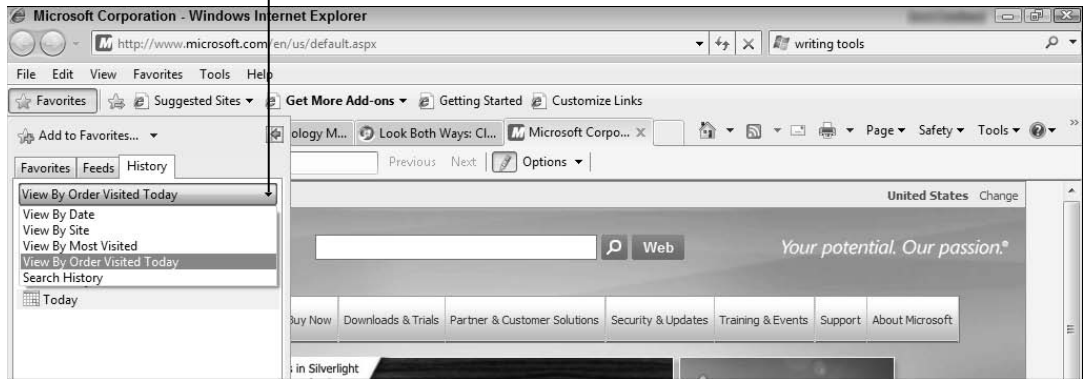 Microsoft Corporation - Windows Internet Explorer
http://www.microsoft.com/en/us/default.aspx
writing tools
File Edit View Favorites Tools Help
Favorites Suggested Sites Get More Add-ons Getting Started Customize Links
Add to Favorites... ology M... Look Both Ways: Cl... Microsoft Corpo... Page Safety Tools »
Previous Next Options
Favorites Feeds History
View By Order Visited Today United States Change
View By Date
View By Site
View By Most Visited
Web Your potential. Our passion.®
View By Order Visited Today
Search History
Today
Buy Now Downloads & Trials Partner & Customer Solutions Security & Updates Training & Events Support About Microsoft
s in Silverlight